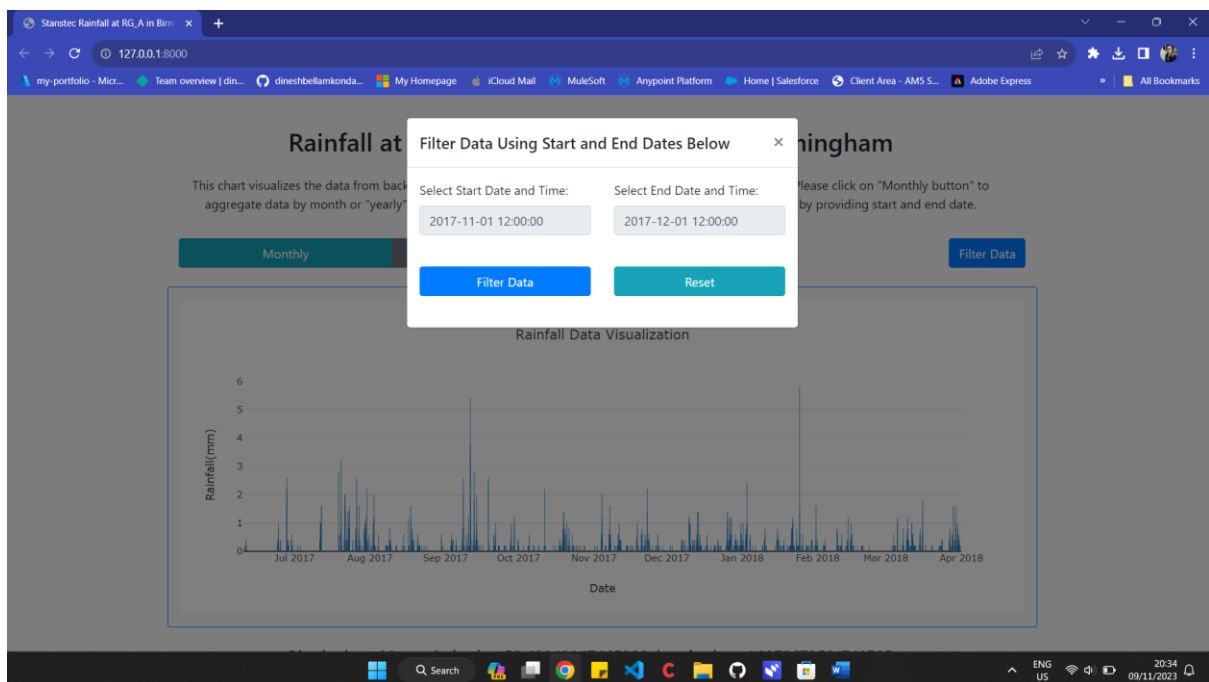 Stanstec Rainfall at RG_A in Birm
127.0.0.1:8000
my-portfolio - Micr...
Team overview | din...
dineshbellamkonda...
My Homepage
iCloud Mail
MuleSoft
Anypoint Platform
Home | Salesforce
Client Area - AM5 S...
Adobe Express
»
All Bookmarks
Rainfall at
mingham
This chart visualizes the data from back
Please click on "Monthly button" to
aggregate data by month or "yearly"
by providing start and end date.
Filter Data Using Start and End Dates Below ×
Select Start Date and Time:
Select End Date and Time:
2017-11-01 12:00:00
2017-12-01 12:00:00
Filter Data
Reset
Monthly
Filter Data
Rainfall Data Visualization
Rainfall(mm)
6
5
4
3
2
1
0
Jul 2017
Aug 2017
Sep 2017
Oct 2017
Nov 2017
Dec 2017
Jan 2018
Feb 2018
Mar 2018
Apr 2018
Date
Search
ENG
US
20:34
09/11/2023